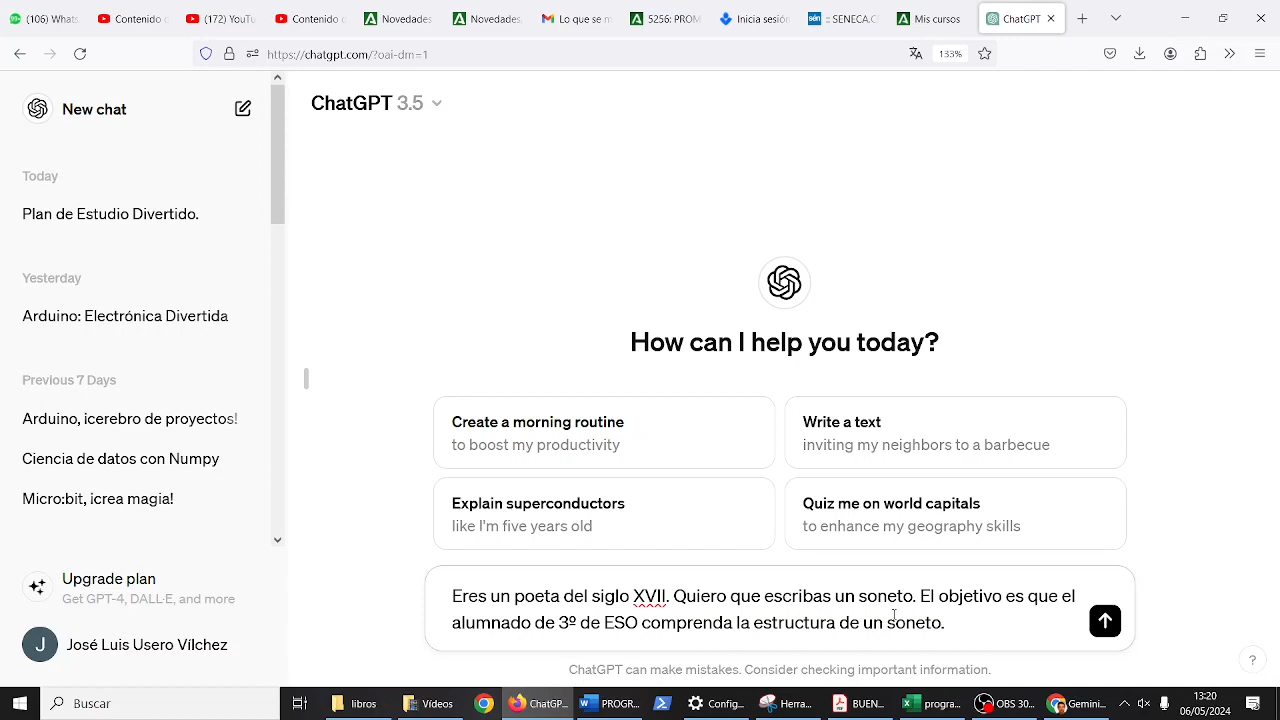 (106) Whats
Contenido d
(172) YouTu
Contenido d
Novedades
Novedades
Lo que se m
5256: PROM
Inicia sesión
:: SENECA.C
Mis cursos
ChatGPT
https://chatgpt.com/?oai-dm=1
133%
New chat
ChatGPT 3.5
Today
Plan de Estudio Divertido.
Yesterday
Arduino: Electrónica Divertida
Previous 7 Days
Arduino, ¡cerebro de proyectos!
Ciencia de datos con Numpy
Micro:bit, ¡crea magia!
Upgrade plan
Get GPT-4, DALL·E, and more
J
José Luis Usero Vílchez
How can I help you today?
Create a morning routine
to boost my productivity
Write a text
inviting my neighbors to a barbecue
Explain superconductors
like I'm five years old
Quiz me on world capitals
to enhance my geography skills
Eres un poeta del siglo XVII. Quiero que escribas un soneto. El objetivo es que el
alumnado de 3º de ESO comprenda la estructura de un soneto.
ChatGPT can make mistakes. Consider checking important information.
?
Buscar
libros
Vídeos
ChatGP...
PROGR...
Config...
Herra...
BUEN...
progra...
OBS 30...
Gemin...
13:20
06/05/2024